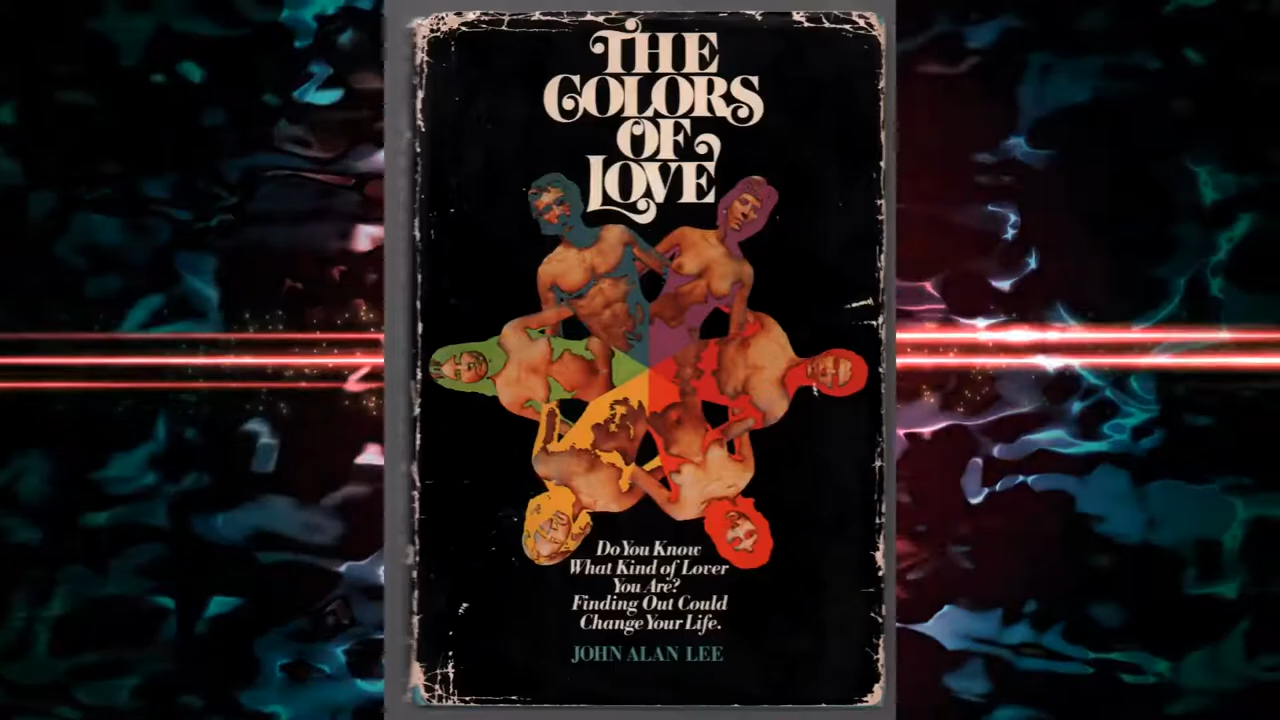 THE
COLORS
OF
LOVE
Do You Know
What Kind of Lover
You Are?
Finding Out Could
Change Your Life.
JOHN ALAN LEE